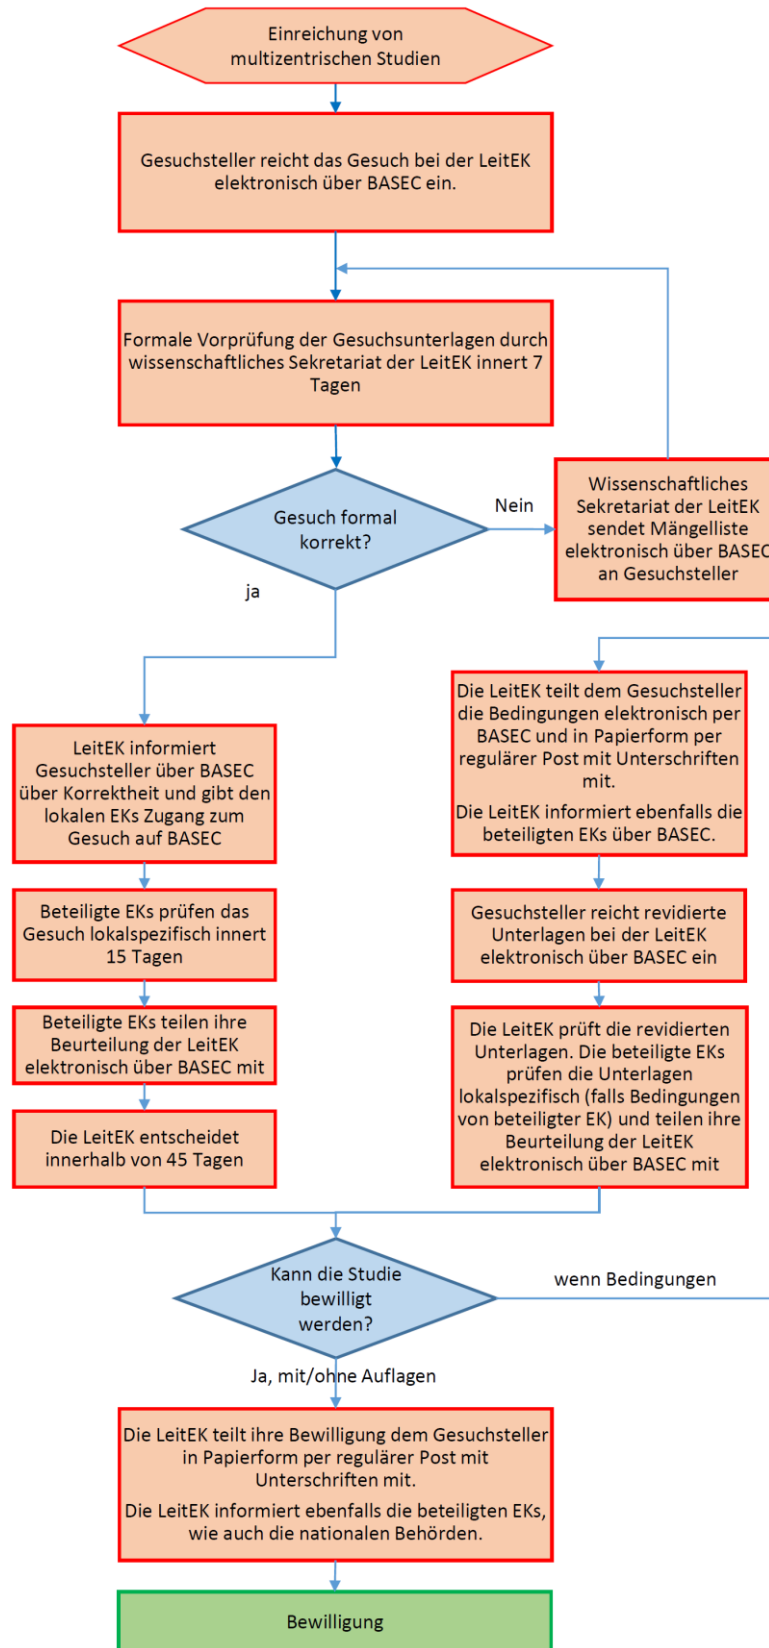 Einreichung von
multizentrischen Studien
Gesuchsteller reicht das Gesuch bei der LeitEK
elektronisch über BASEC ein.
Formale Vorprüfung der Gesuchsunterlagen durch
wissenschaftliches Sekretariat der LeitEK innert 7
Tagen
Gesuch formal
korrekt?
Nein
Wissenschaftliches
Sekretariat der LeitEK
sendet Mängelliste
elektronisch über BASEC
an Gesuchsteller
ja
LeitEK informiert
Gesuchsteller über BASEC
über Korrektheit und gibt den
lokalen EKs Zugang zum
Gesuch auf BASEC
Beteiligte EKs prüfen das
Gesuch lokalspezifisch innert
15 Tagen
Beteiligte EKs teilen ihre
Beurteilung der LeitEK
elektronisch über BASEC mit
Die LeitEK entscheidet
innerhalb von 45 Tagen
Die LeitEK teilt dem Gesuchsteller
die Bedingungen elektronisch per
BASEC und in Papierform per
regulärer Post mit Unterschriften
mit.
Die LeitEK informiert ebenfalls die
beteiligten EKs über BASEC.
Gesuchsteller reicht revidierte
Unterlagen bei der LeitEK
elektronisch über BASEC ein
Die LeitEK prüft die revidierten
Unterlagen. Die beteiligte EKs
prüfen die Unterlagen
lokalspezifisch (falls Bedingungen
von beteiligter EK) und teilen ihre
Beurteilung der LeitEK
elektronisch über BASEC mit
Kann die Studie
bewilligt
werden?
wenn Bedingungen
Ja, mit/ohne Auflagen
Die LeitEK teilt ihre Bewilligung dem Gesuchsteller
in Papierform per regulärer Post mit
Unterschriften mit.
Die LeitEK informiert ebenfalls die beteiligten EKs,
wie auch die nationalen Behörden.
Bewilligung